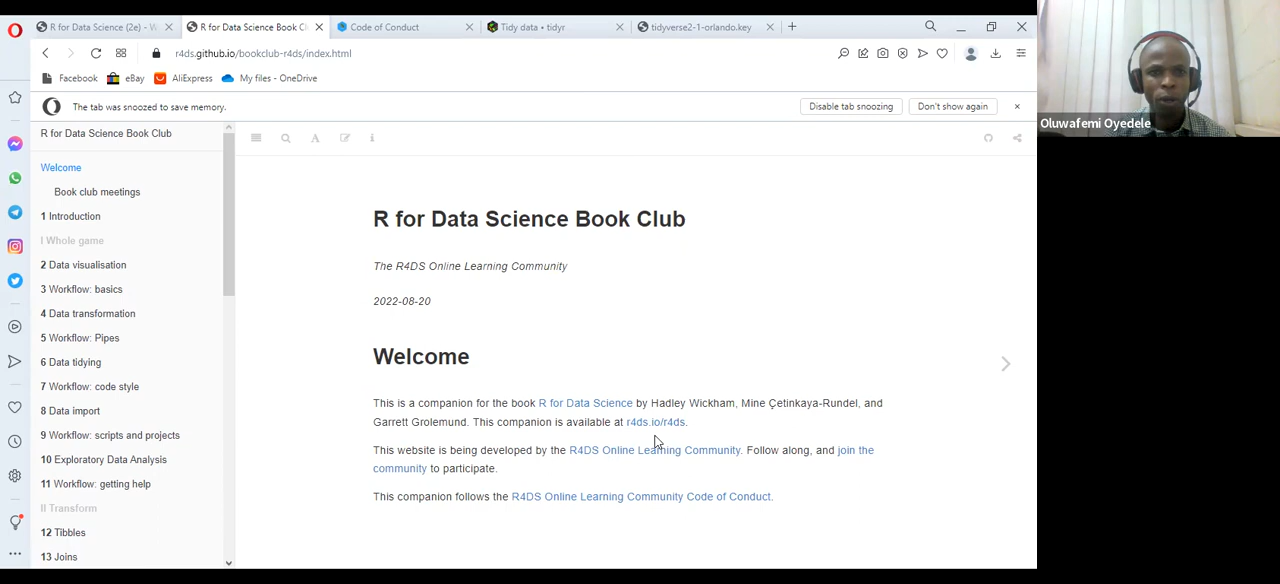 R for Data Science (2e) - W
R for Data Science Book Cl
Code of Conduct
Tidy data • tidyr
tidyverse2-1-orlando.key
r4ds.github.io/bookclub-r4ds/index.html
Facebook
eBay
AliExpress
My files - OneDrive
The tab was snoozed to save memory.
Disable tab snoozing
Don't show again
Oluwafemi Oyedele
R for Data Science Book Club
Welcome
Book club meetings
1 Introduction
I Whole game
2 Data visualisation
3 Workflow: basics
4 Data transformation
5 Workflow: Pipes
6 Data tidying
7 Workflow: code style
8 Data import
9 Workflow: scripts and projects
10 Exploratory Data Analysis
11 Workflow: getting help
II Transform
12 Tibbles
13 Joins
R for Data Science Book Club
The R4DS Online Learning Community
2022-08-20
Welcome
This is a companion for the book R for Data Science by Hadley Wickham, Mine Çetinkaya-Rundel, and
Garrett Grolemund. This companion is available at r4ds.io/r4ds.
This website is being developed by the R4DS Online Learning Community. Follow along, and join the
community to participate.
This companion follows the R4DS Online Learning Community Code of Conduct.